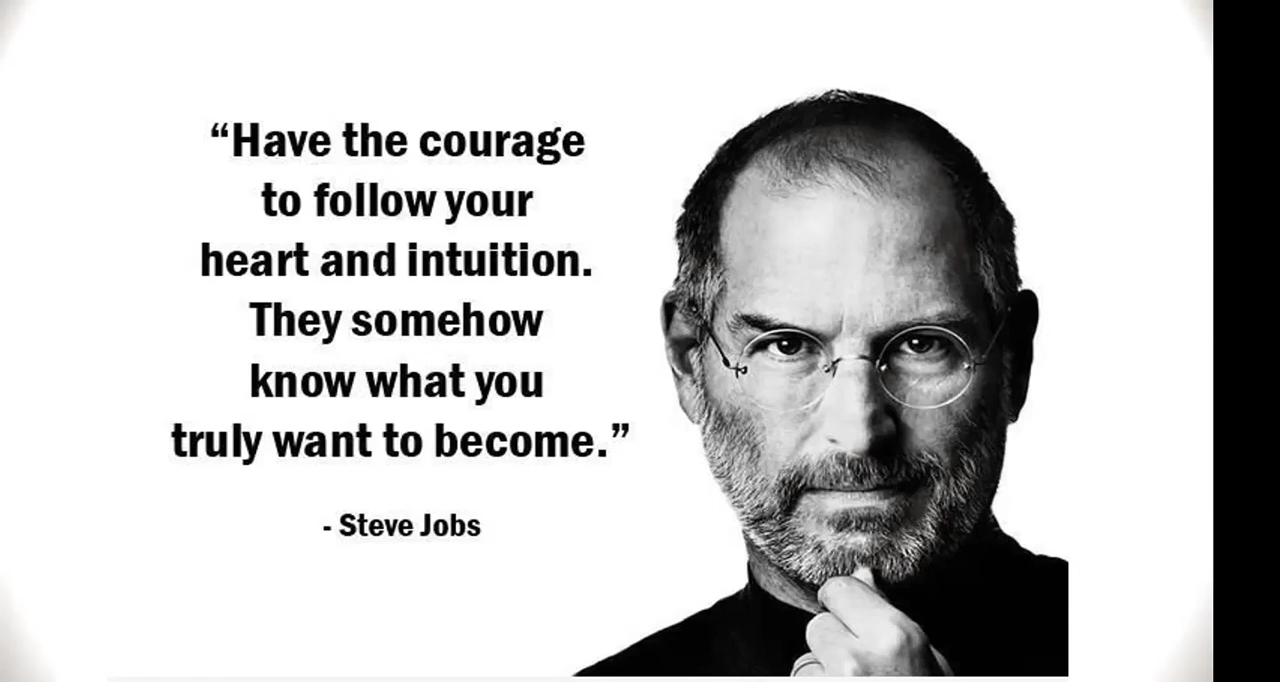 “Have the courage
to follow your
heart and intuition.
They somehow
know what you
truly want to become.”
- Steve Jobs